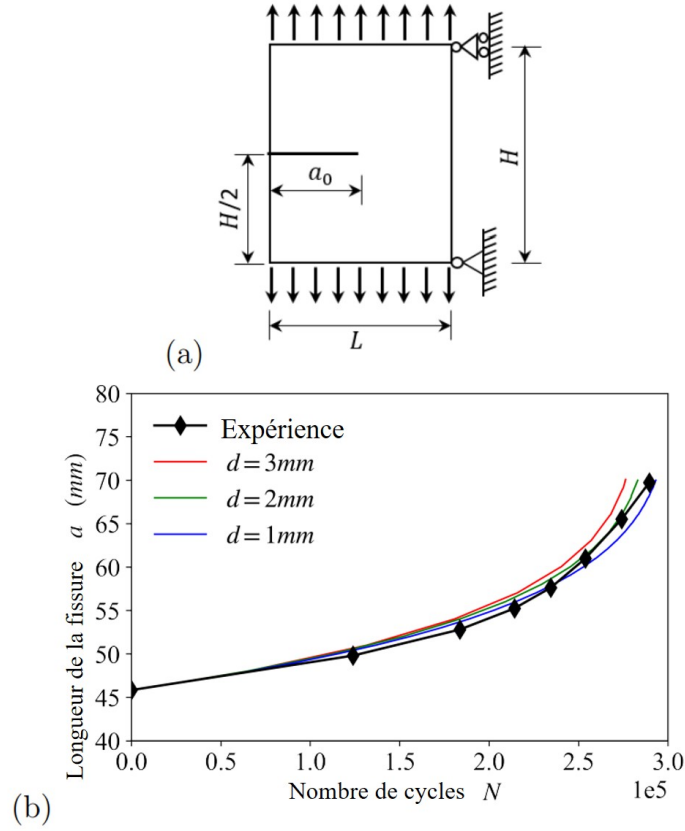 a₀
H/2
H
L
(a)
80
75
70
65
60
55
50
45
40
Longueur de la fissure a (mm)
Expérience
d = 3mm
d = 2mm
d = 1mm
0.0 0.5 1.0 1.5 2.0 2.5 3.0
1e5
Nombre de cycles N
(b)